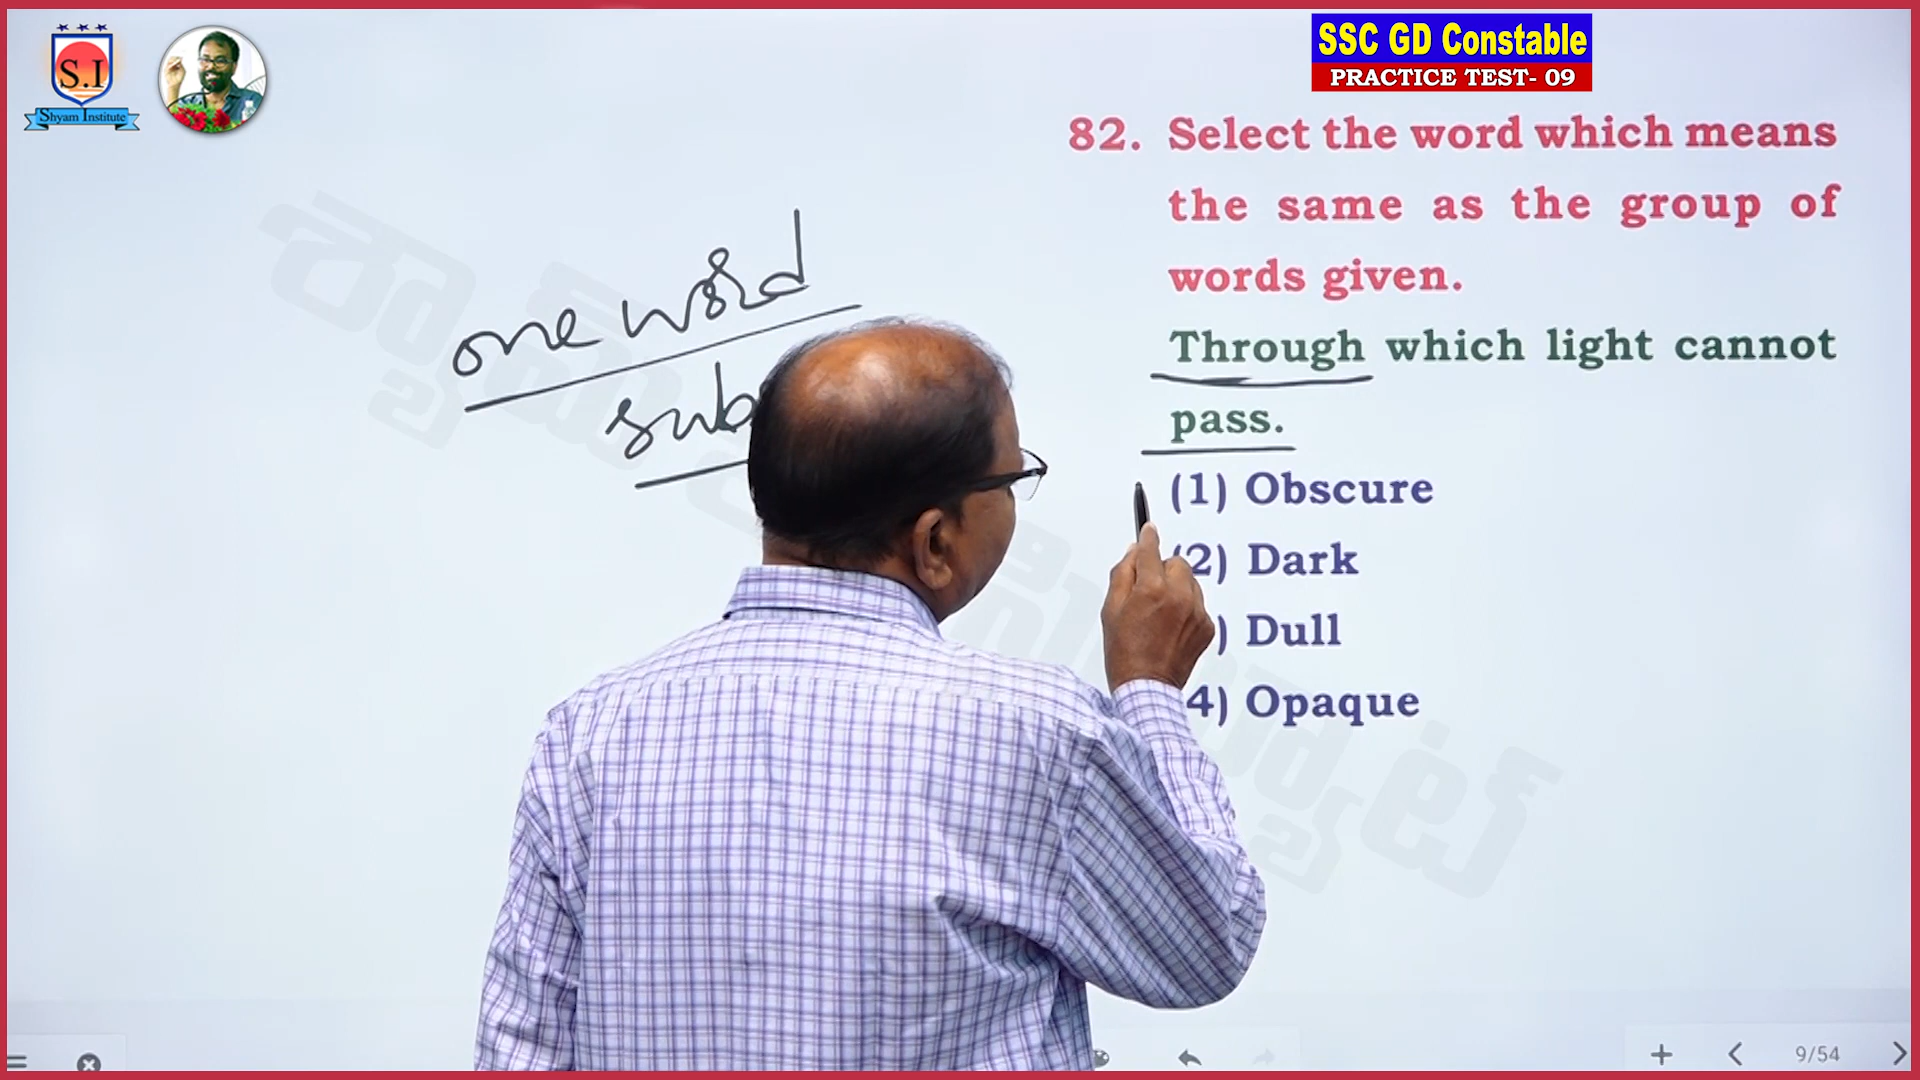 S.I
Shyam Institute
SSC GD Constable
PRACTICE TEST- 09
82. Select the word which means
the same as the group of
words given.
Through which light cannot
pass.
(1) Obscure
(2) Dark
) Dull
4) Opaque
one word
sub
9/54